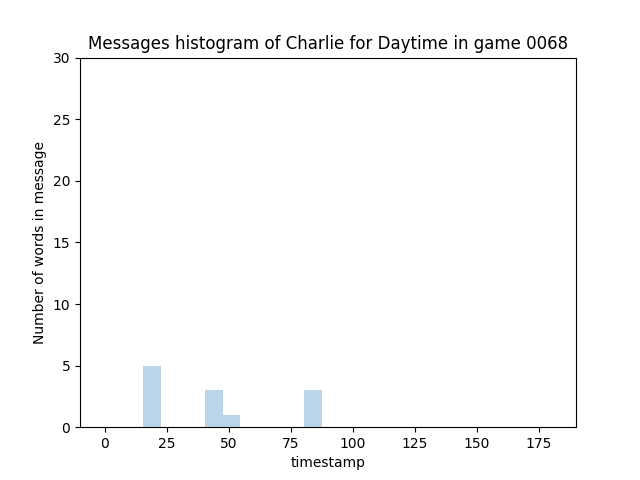 Messages histogram of Charlie for Daytime in game 0068
30
25
20
15
10
5
0
Number of words in message
0 25 50 75 100 125 150 175
timestamp